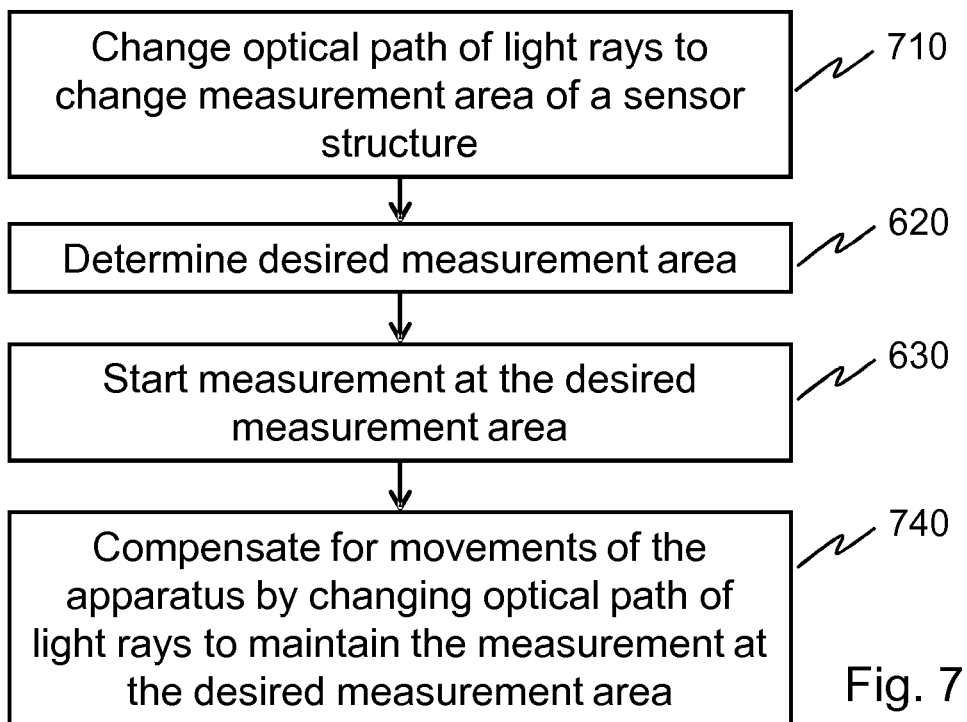 Change optical path of light rays to
change measurement area of a sensor
structure
710
Determine desired measurement area
620
Start measurement at the desired
measurement area
630
Compensate for movements of the
apparatus by changing optical path of
light rays to maintain the measurement at
the desired measurement area
740
Fig. 7